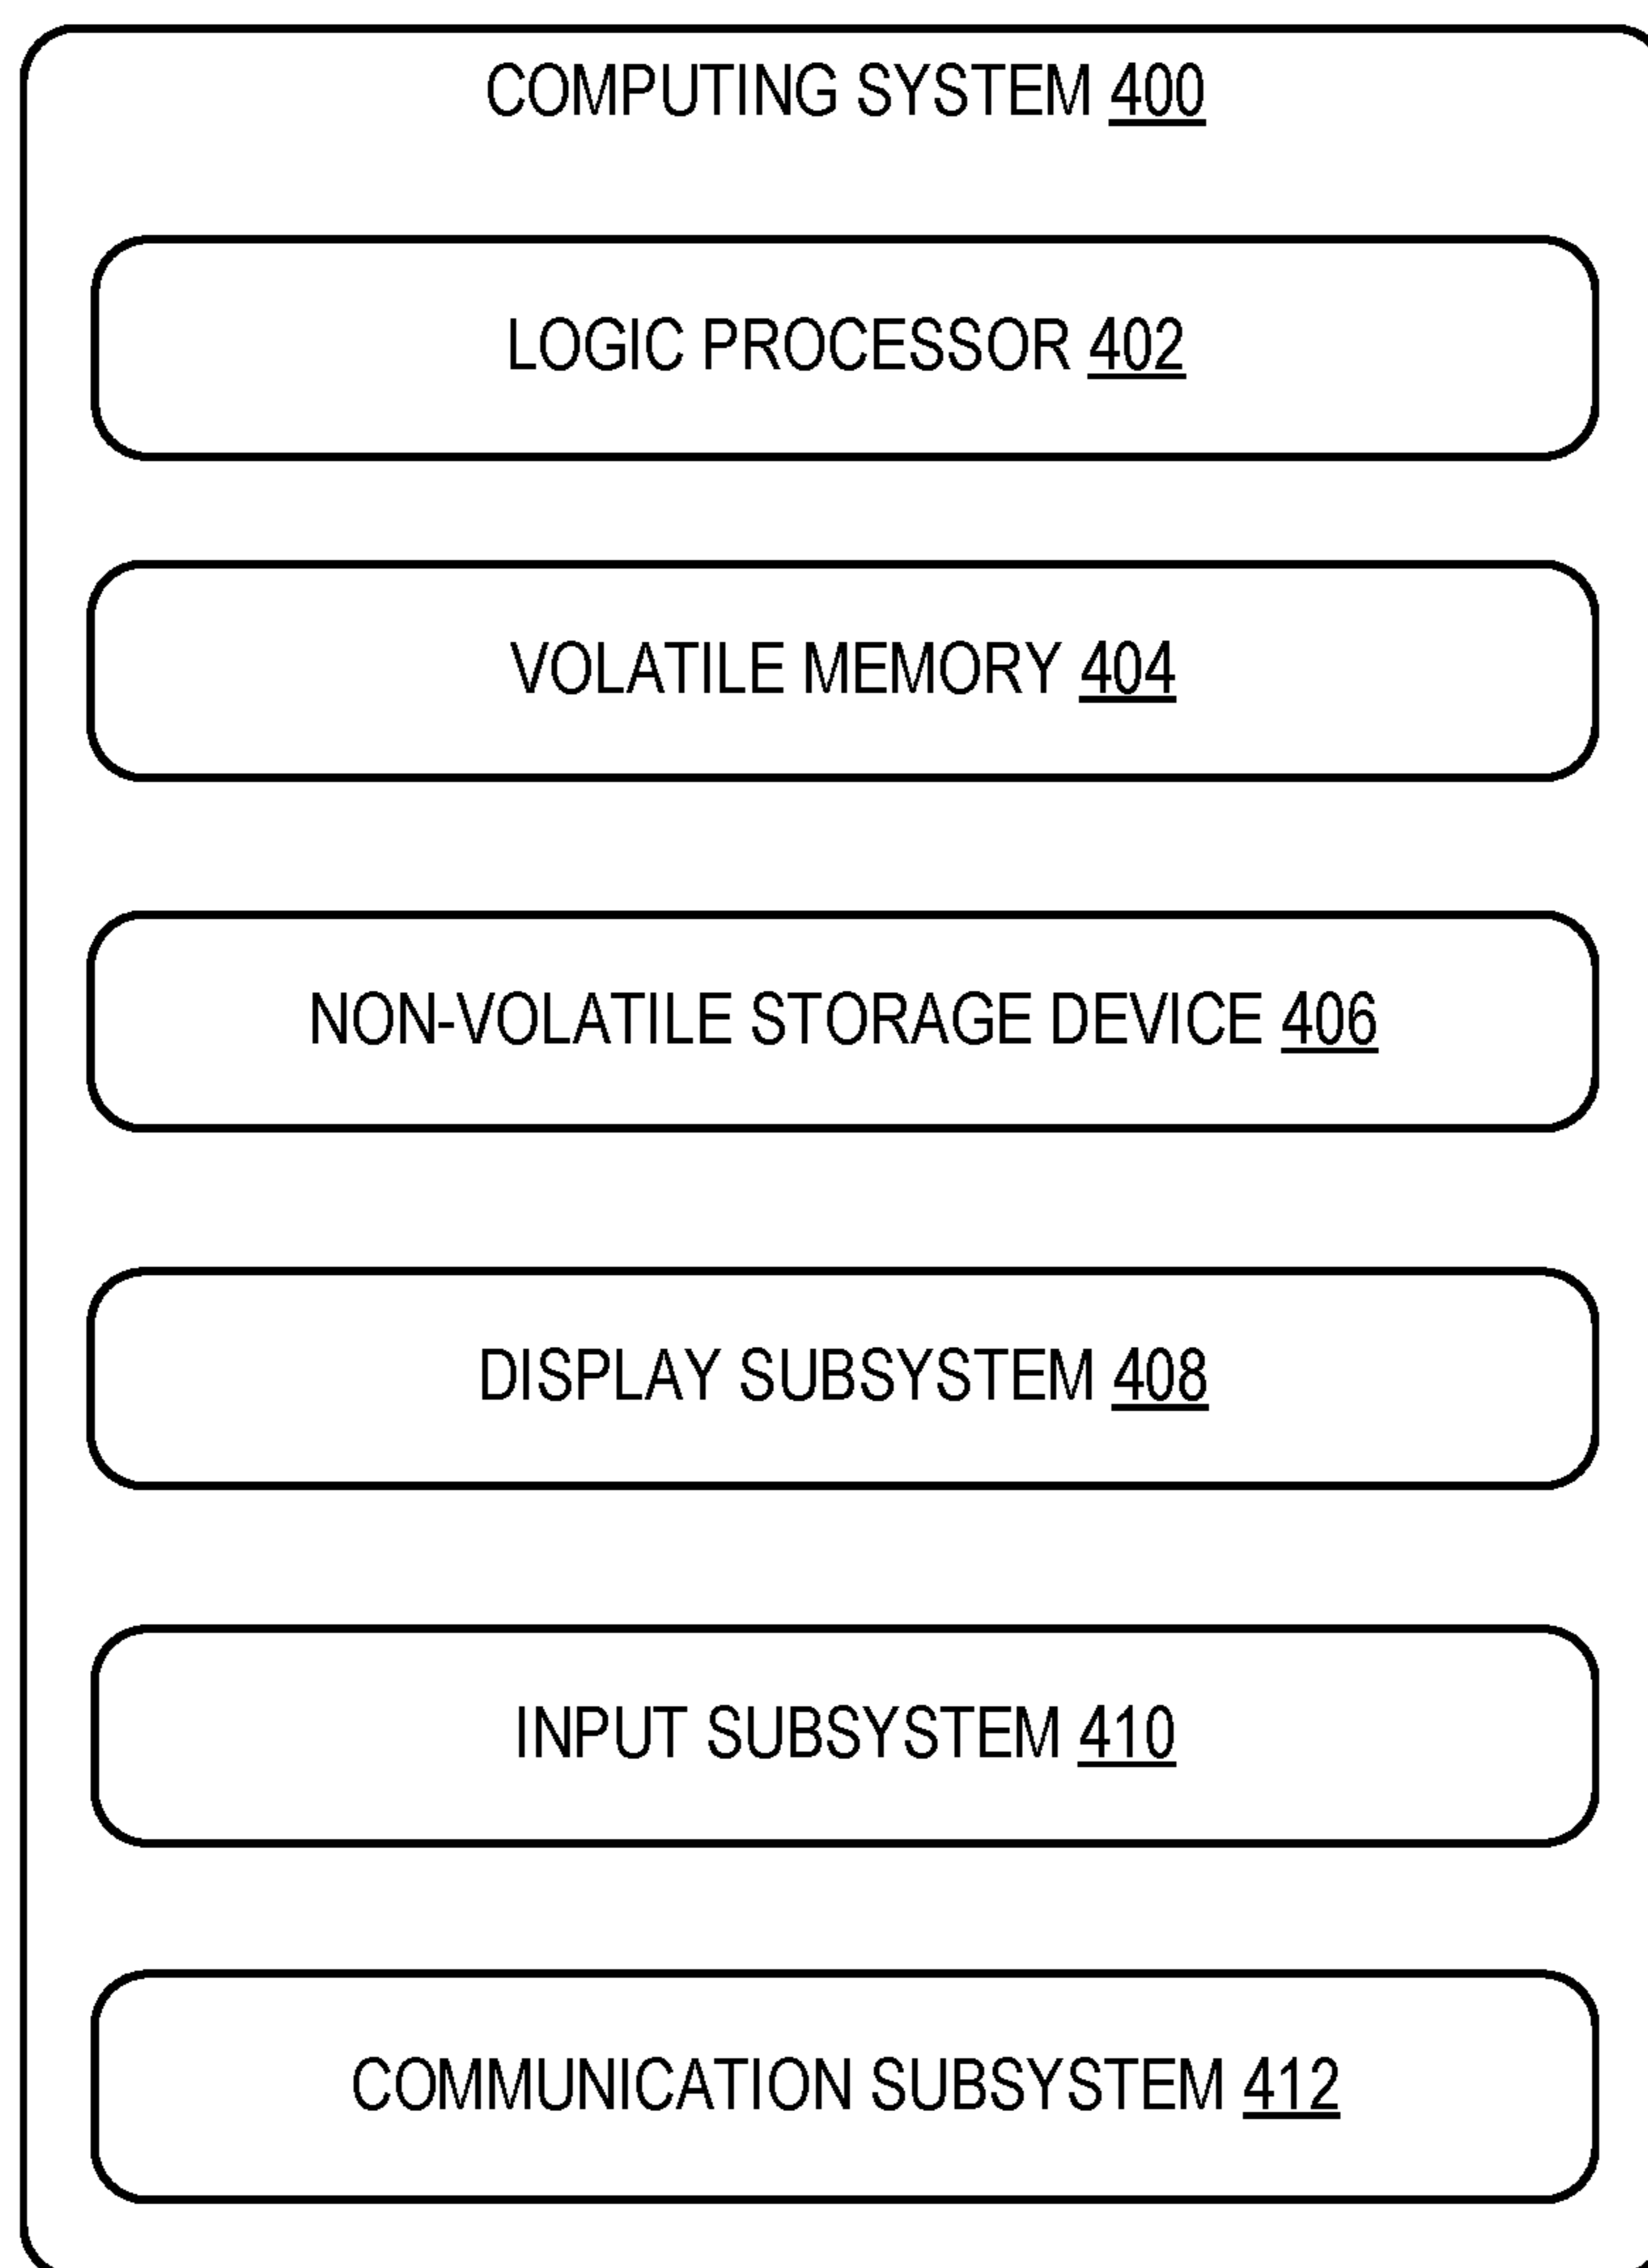 COMPUTING SYSTEM 400
LOGIC PROCESSOR 402
VOLATILE MEMORY 404
NON-VOLATILE STORAGE DEVICE 406
DISPLAY SUBSYSTEM 408
INPUT SUBSYSTEM 410
COMMUNICATION SUBSYSTEM 412